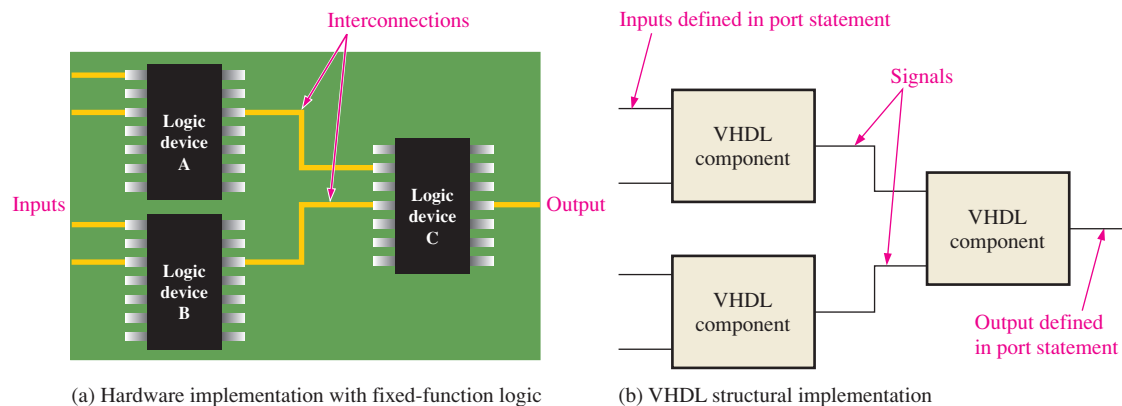 Interconnections
Logic
device
A
Inputs
Logic
device
B
Logic
device
C
Output
(a) Hardware implementation with fixed-function logic
Inputs defined in port statement
Signals
VHDL
component
VHDL
component
VHDL
component
Output defined
in port statement
(b) VHDL structural implementation